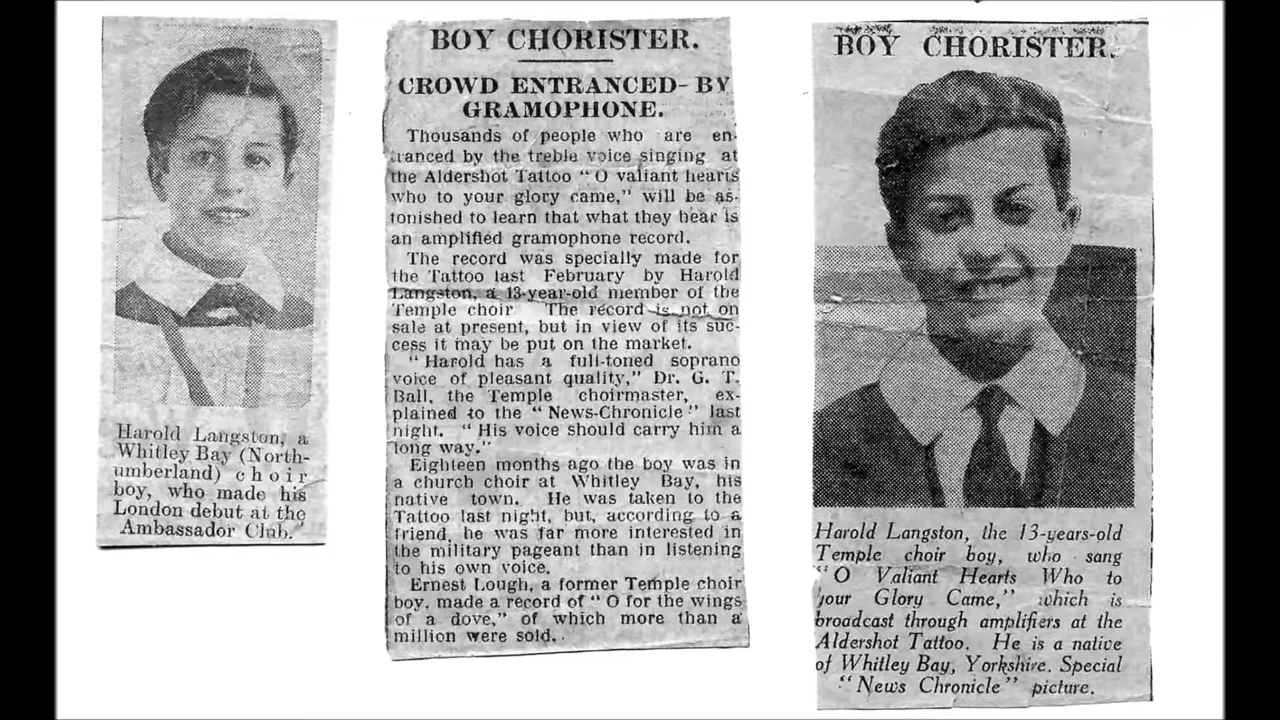 Harold Langston, a
Whitley Bay (North-
umberland) choir
boy, who made his
London debut at the
Ambassador Club.
BOY CHORISTER.
CROWD ENTRANCED BY
GRAMOPHONE.
Thousands of people who are en-
tranced by the treble voice singing at
the Aldershot Tattoo "O valiant hearts
who to your glory came," will be as-
tonished to learn that what they hear is
an amplified gramophone record.
The record was specially made for
the Tattoo last February by Harold
Langston, a 13-year-old member of the
Temple choir. The record is not on
sale at present, but in view of its suc-
cess it may be put on the market.
"Harold has a full-toned soprano
voice of pleasant quality," Dr. G. T.
Ball, the Temple choirmaster, ex-
plained to the "News-Chronicle" last
night. "His voice should carry him a
long way."
Eighteen months ago the boy was in
a church choir at Whitley Bay, his
native town. He was taken to the
Tattoo last night, but, according to a
friend, he was far more interested in
the military pageant than in listening
to his own voice.
Ernest Lough, a former Temple choir
boy, made a record of "O for the wings
of a dove," of which more than a
million were sold.
BOY CHORISTER.
Harold Langston, the 13-years-old
Temple choir boy, who sang
"O Valiant Hearts Who to
your Glory Came," which is
broadcast through amplifiers at the
Aldershot Tattoo. He is a native
of Whitley Bay, Yorkshire. Special
"News Chronicle" picture.